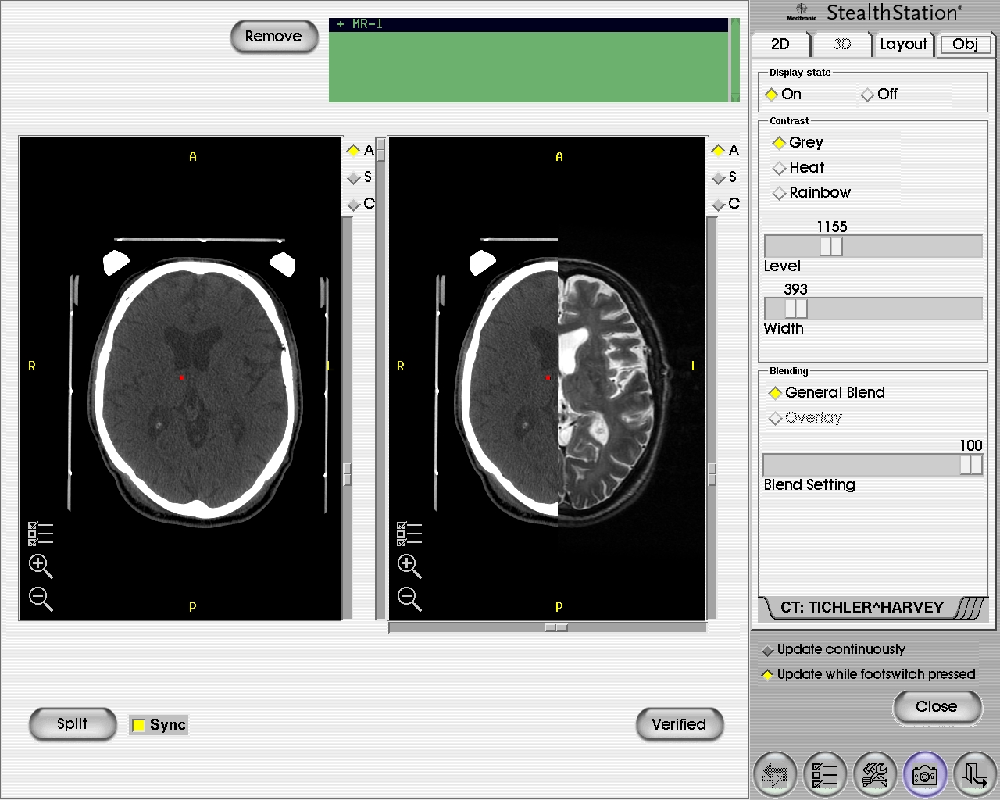 Medtronic StealthStation®
Remove
+ MR-1
2D 3D Layout Obj
Display state
On Off
Contrast
Grey
Heat
Rainbow
1155
Level
393
Width
Blending
General Blend
Overlay
100
Blend Setting
CT: TICHLER^HARVEY
A
A
S
C
R
L
P
A
A
S
C
R
L
P
Update continuously
Update while footswitch pressed
Close
Split
Sync
Verified